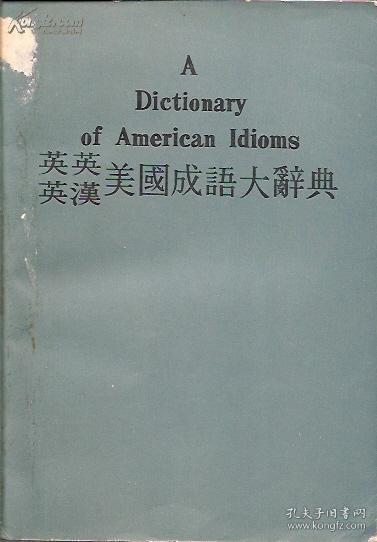 Kongfz.com
A
Dictionary
of American Idioms
英英
英漢
美國成語大辭典
孔夫子旧书网